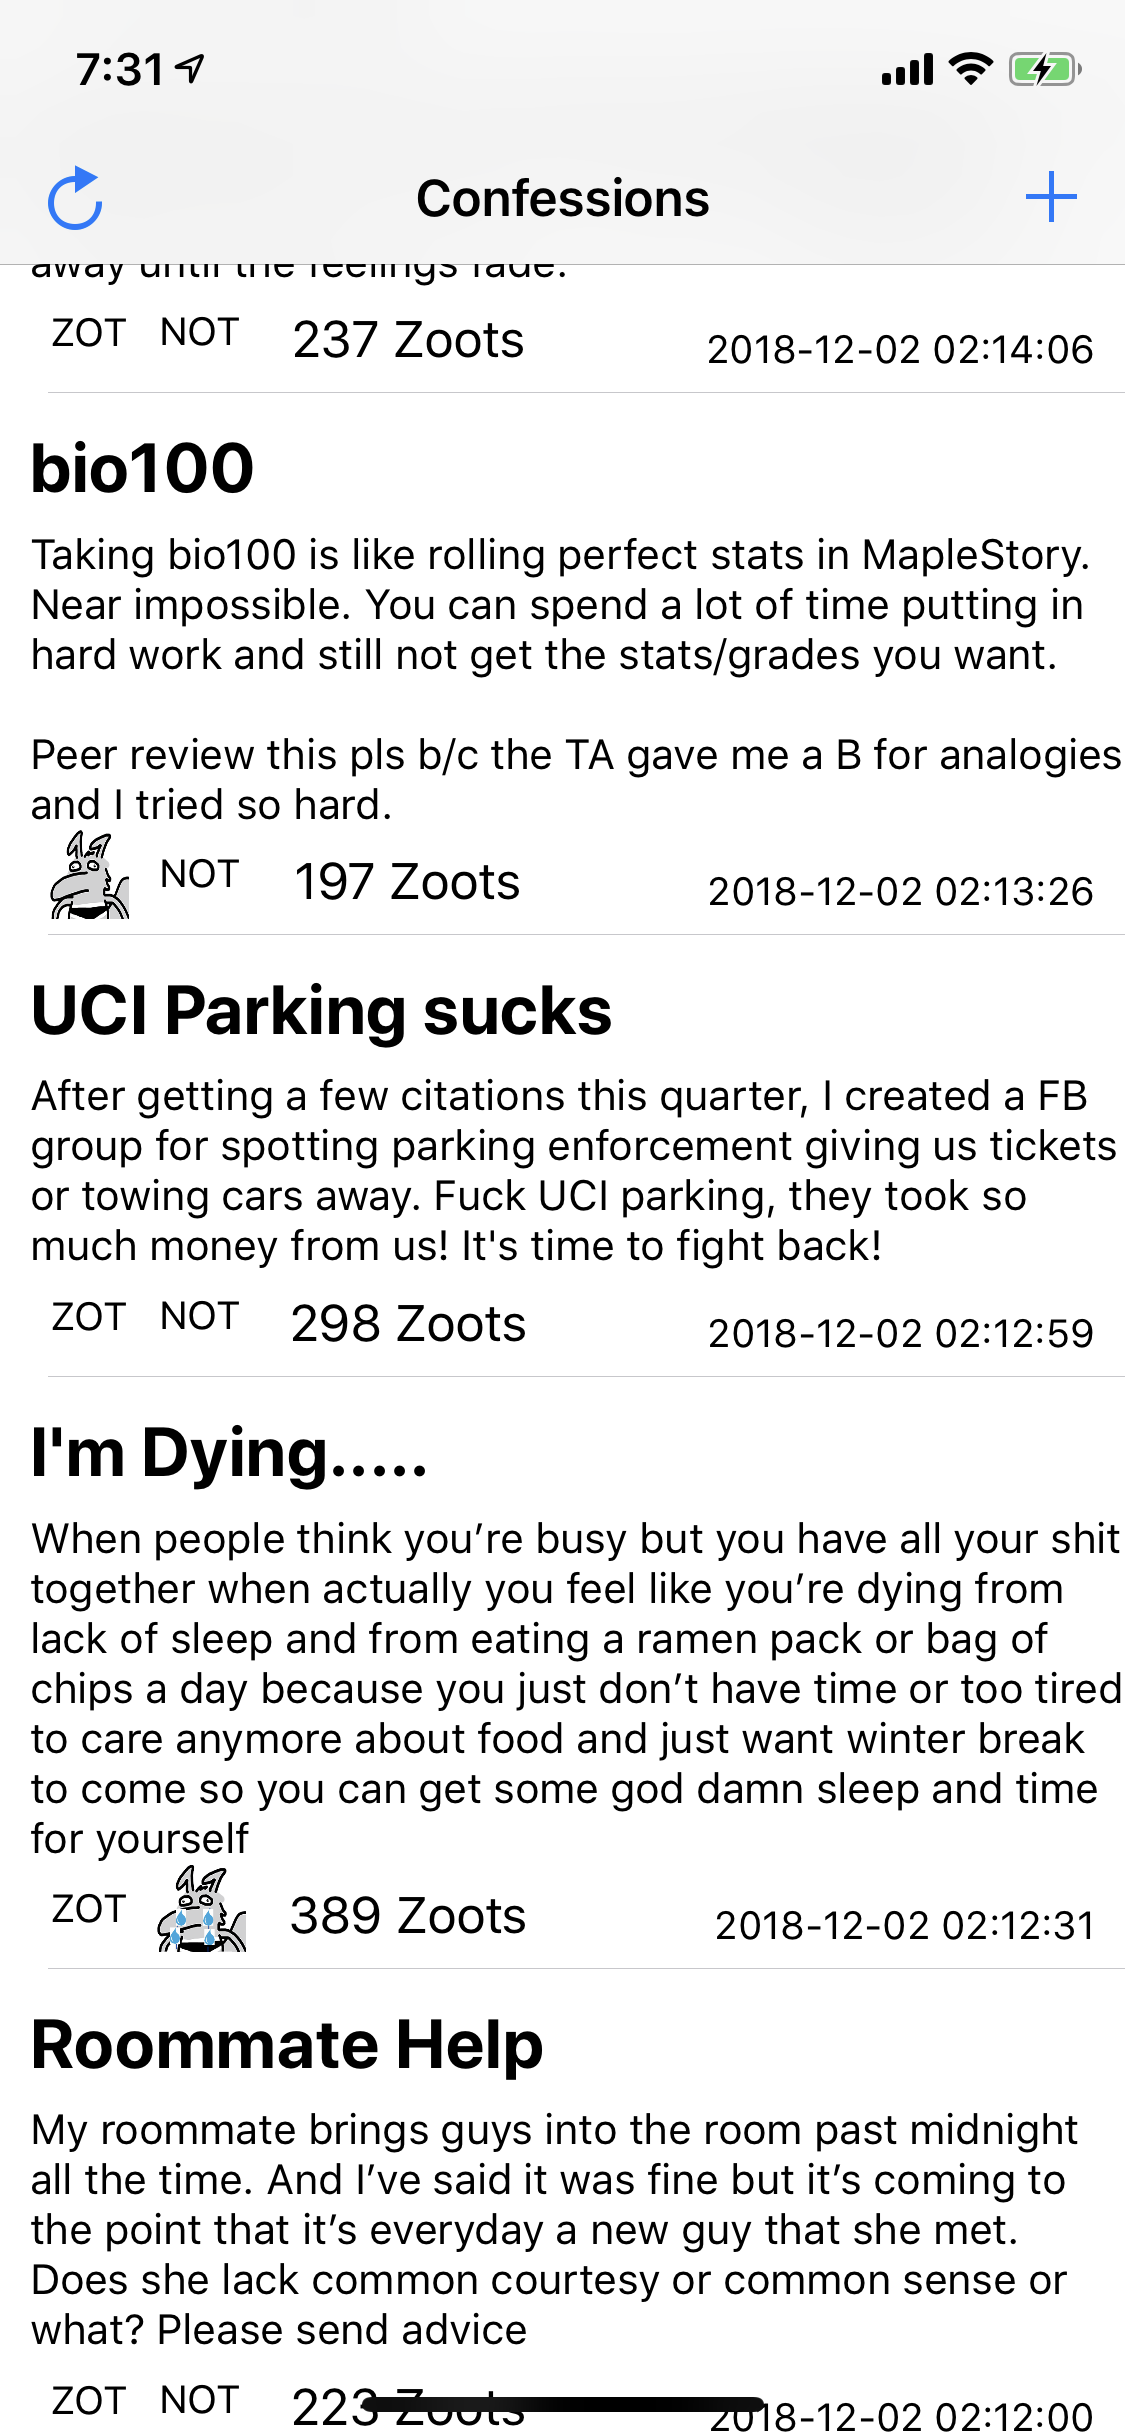 7:31
Confessions
away until the feelings fade.
ZOT NOT 237 Zoots 2018-12-02 02:14:06
bio100
Taking bio100 is like rolling perfect stats in MapleStory.
Near impossible. You can spend a lot of time putting in
hard work and still not get the stats/grades you want.
Peer review this pls b/c the TA gave me a B for analogies
and I tried so hard.
NOT 197 Zoots 2018-12-02 02:13:26
UCI Parking sucks
After getting a few citations this quarter, I created a FB
group for spotting parking enforcement giving us tickets
or towing cars away. Fuck UCI parking, they took so
much money from us! It's time to fight back!
ZOT NOT 298 Zoots 2018-12-02 02:12:59
I'm Dying.....
When people think you’re busy but you have all your shit
together when actually you feel like you’re dying from
lack of sleep and from eating a ramen pack or bag of
chips a day because you just don’t have time or too tired
to care anymore about food and just want winter break
to come so you can get some god damn sleep and time
for yourself
ZOT 389 Zoots 2018-12-02 02:12:31
Roommate Help
My roommate brings guys into the room past midnight
all the time. And I’ve said it was fine but it’s coming to
the point that it’s everyday a new guy that she met.
Does she lack common courtesy or common sense or
what? Please send advice
ZOT NOT 223 Zoots 2018-12-02 02:12:00